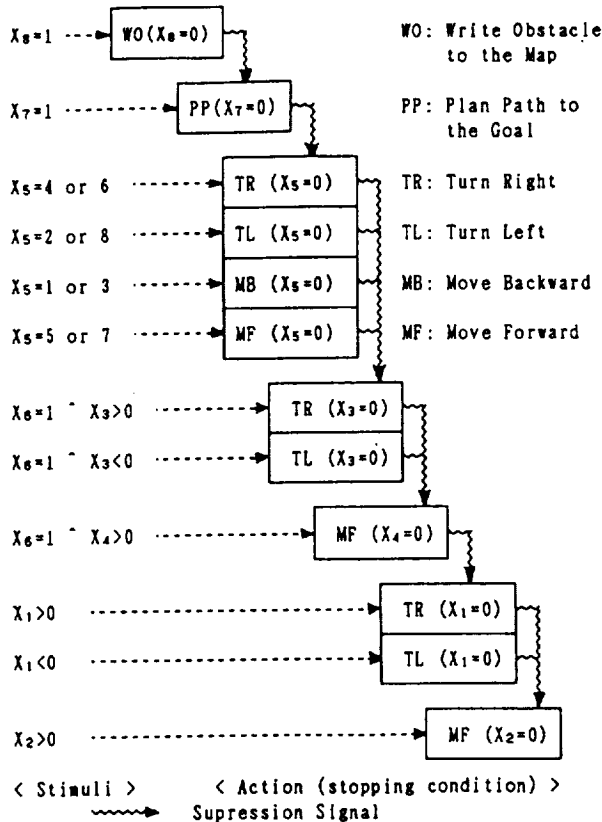 X₈=1 WO(X₈=0) WO: Write Obstacle
to the Map
X₇=1 PP(X₇=0) PP: Plan Path to
the Goal
X₅=4 or 6 TR (X₅=0) TR: Turn Right
X₅=2 or 8 TL (X₅=0) TL: Turn Left
X₅=1 or 3 MB (X₅=0) MB: Move Backward
X₅=5 or 7 MF (X₅=0) MF: Move Forward
X₆=1 ^ X₃>0 TR (X₃=0)
X₆=1 ^ X₃<0 TL (X₃=0)
X₆=1 ^ X₄>0 MF (X₄=0)
X₁>0 TR (X₁=0)
X₁<0 TL (X₁=0)
X₂>0 MF (X₂=0)
< Stimuli > < Action (stopping condition) >
Supression Signal